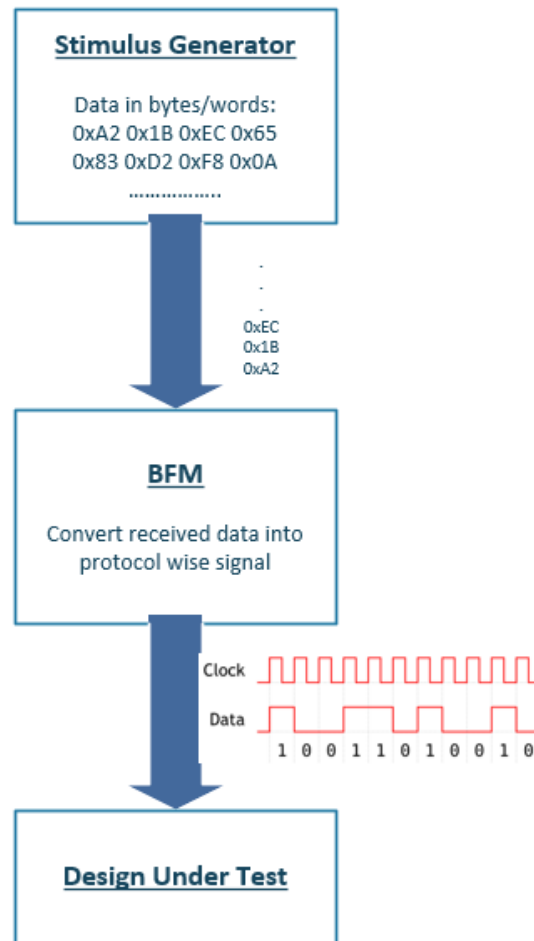 Stimulus Generator
Data in bytes/words:
0xA2 0x1B 0xEC 0x65
0x83 0xD2 0xF8 0x0A
……………..
.
.
.
0xEC
0x1B
0xA2
BFM
Convert received data into
protocol wise signal
Clock
Data
1 0 0 1 1 0 1 0 0 1 0
Design Under Test